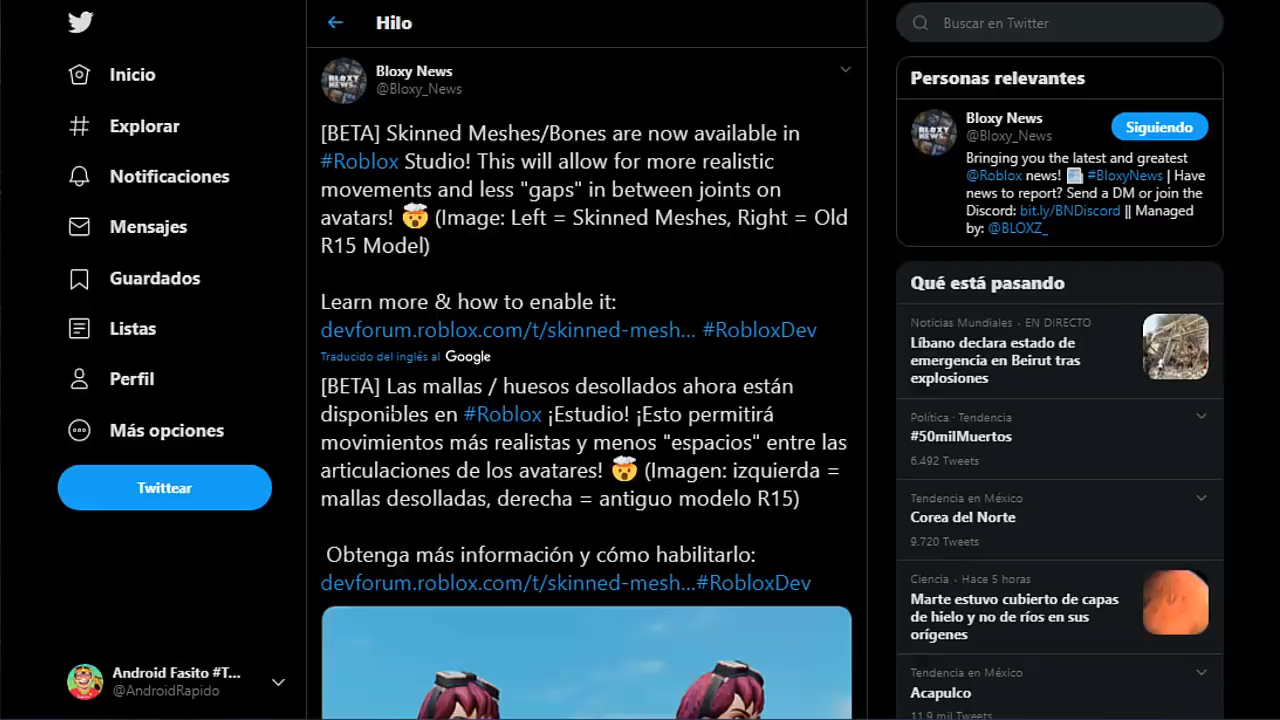 Inicio
Explorar
Notificaciones
Mensajes
Guardados
Listas
Perfil
Más opciones
Twittear
Android Fasito #T...
@AndroidRapido
Hilo
BLOXY NEWS
Bloxy News
@Bloxy_News
[BETA] Skinned Meshes/Bones are now available in
#Roblox Studio! This will allow for more realistic
movements and less "gaps" in between joints on
avatars! 🤯 (Image: Left = Skinned Meshes, Right = Old
R15 Model)
Learn more & how to enable it:
devforum.roblox.com/t/skinned-mesh... #RobloxDev
Traducido del inglés al Google
[BETA] Las mallas / huesos desollados ahora están
disponibles en #Roblox ¡Estudio! ¡Esto permitirá
movimientos más realistas y menos "espacios" entre las
articulaciones de los avatares! 🤯 (Imagen: izquierda =
mallas desolladas, derecha = antiguo modelo R15)
Obtenga más información y cómo habilitarlo:
devforum.roblox.com/t/skinned-mesh...#RobloxDev
Buscar en Twitter
Personas relevantes
BLOXY NEWS
Bloxy News
@Bloxy_News
Siguiendo
Bringing you the latest and greatest
@Roblox news! 📰 #BloxyNews | Have
news to report? Send a DM or join the
Discord: bit.ly/BNDiscord || Managed
by: @BLOXZ_
Qué está pasando
Noticias Mundiales · EN DIRECTO
Líbano declara estado de
emergencia en Beirut tras
explosiones
Política · Tendencia
#50milMuertos
6.492 Tweets
Tendencia en México
Corea del Norte
9.720 Tweets
Ciencia · Hace 5 horas
Marte estuvo cubierto de capas
de hielo y no de ríos en sus
orígenes
Tendencia en México
Acapulco
11.9 mil Tweets